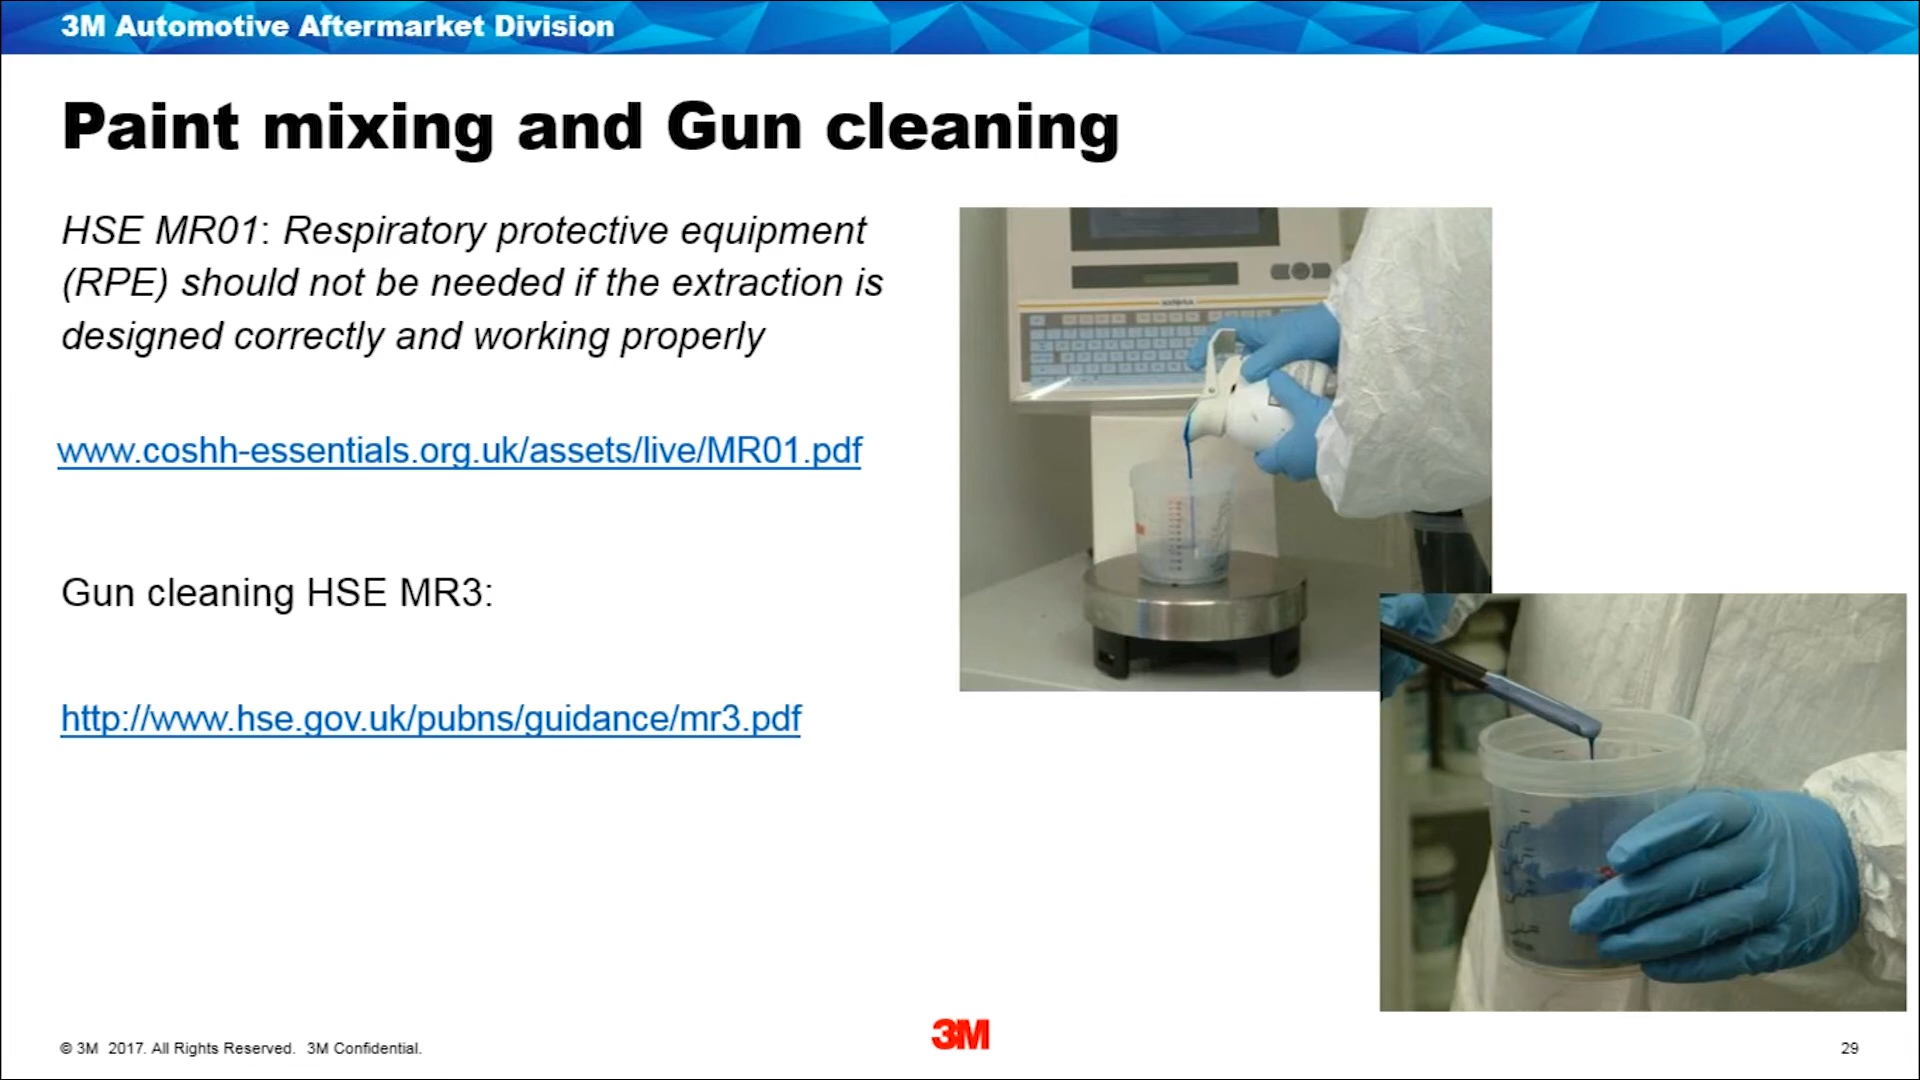 3M Automotive Aftermarket Division
Paint mixing and Gun cleaning
HSE MR01: Respiratory protective equipment
(RPE) should not be needed if the extraction is
designed correctly and working properly
www.coshh-essentials.org.uk/assets/live/MR01.pdf
Gun cleaning HSE MR3:
http://www.hse.gov.uk/pubns/guidance/mr3.pdf
© 3M 2017. All Rights Reserved. 3M Confidential.
3M
29